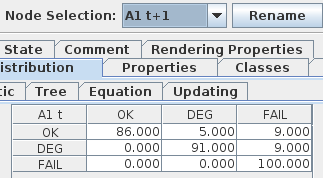 Node Selection: A1 t+1 Rename
State Comment Rendering Properties
istribution Properties Classes
tic Tree Equation Updating
A1 t OK DEG FAIL
OK 86.000 5.000 9.000
DEG 0.000 91.000 9.000
FAIL 0.000 0.000 100.000